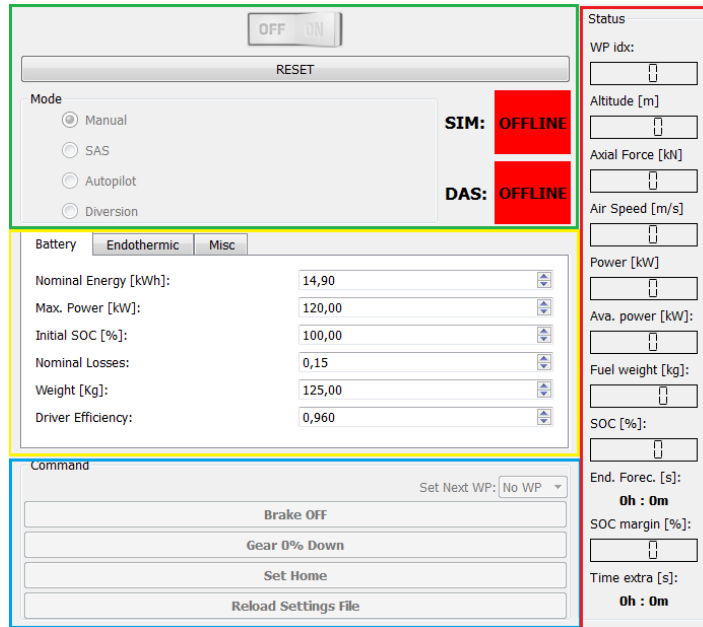 OFF ON
RESET
Mode
Manual
SAS
Autopilot
Diversion
SIM: OFFLINE
DAS: OFFLINE
Battery Endothermic Misc
Nominal Energy [kWh]: 14,90
Max. Power [kW]: 120,00
Initial SOC [%]: 100,00
Nominal Losses: 0,15
Weight [Kg]: 125,00
Driver Efficiency: 0,960
Command
Set Next WP: No WP
Brake OFF
Gear 0% Down
Set Home
Reload Settings File
Status
WP idx:
0
Altitude [m]
0
Axial Force [kN]
0
Air Speed [m/s]
0
Power [kW]
0
Ava. power [kW]:
0
Fuel weight [kg]:
0
SOC [%]:
0
End. Forec. [s]:
0h : 0m
SOC margin [%]:
0
Time extra [s]:
0h : 0m